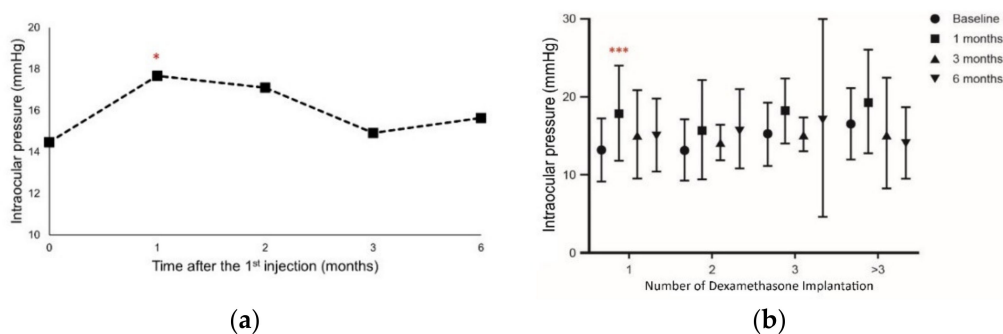 20
18
16
14
12
10
Intraocular pressure (mmHg)
*
0 1 2 3 6
Time after the 1st injection (months)
(a)
30
20
10
0
Intraocular pressure (mmHg)
***
1 2 3 >3
Number of Dexamethasone Implantation
Baseline
1 months
3 months
6 months
(b)